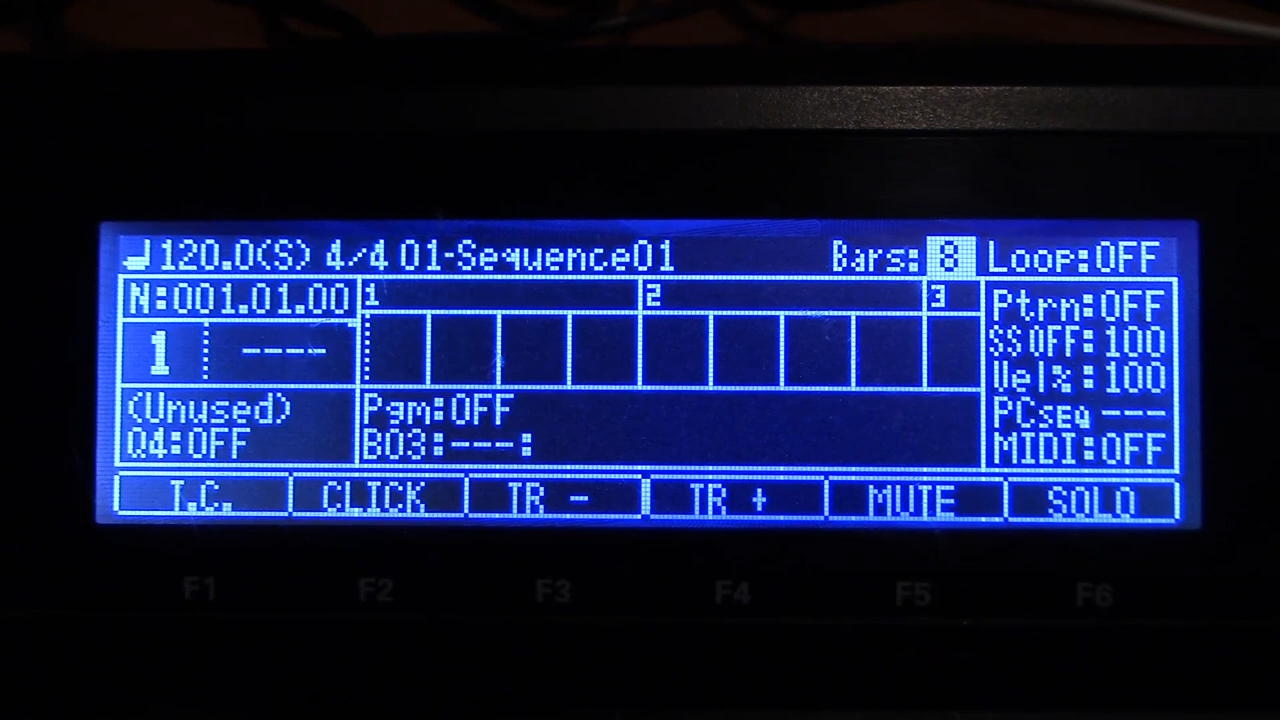 ♩120.0(S) 4/4 01-Sequence01 Bars: 8 Loop:OFF
N:001.01.00 1 2 3 Ptrn:OFF
SSOFF:100
1 ---- Vel%:100
(Unused) Pgm:OFF PCseq ---
Q4:OFF B03:---: MIDI:OFF
T.C. CLICK TR - TR + MUTE SOLO
F1 F2 F3 F4 F5 F6